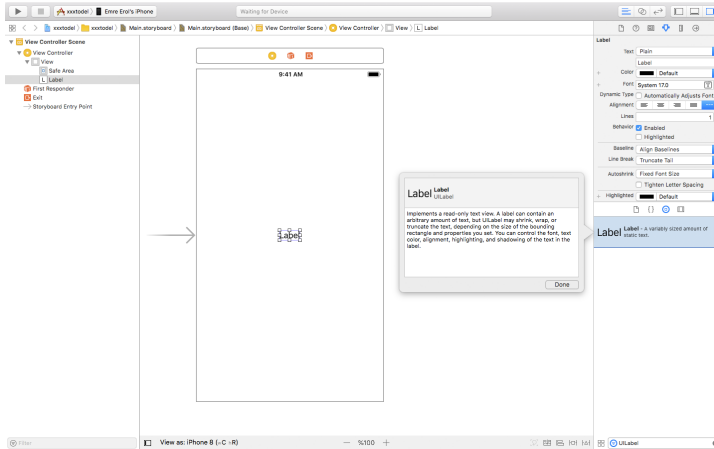 xxxtodel 〉 Emre Erol's iPhone
Waiting for Device
xxxtodel 〉 xxxtodel 〉 Main.storyboard 〉 Main.storyboard (Base) 〉 View Controller Scene 〉 View Controller 〉 View 〉 L Label
View Controller Scene
View Controller
View
Safe Area
L Label
First Responder
Exit
Storyboard Entry Point
9:41 AM
Label
Label Label
UILabel
Implements a read-only text view. A label can contain an
arbitrary amount of text, but UILabel may shrink, wrap, or
truncate the text, depending on the size of the bounding
rectangle and properties you set. You can control the font, text
color, alignment, highlighting, and shadowing of the text in the
label.
Done
Label
Text Plain
Label
+ Color Default
+ Font System 17.0
Dynamic Type Automatically Adjusts Font
Alignment
Lines 1
Behavior Enabled
Highlighted
Baseline Align Baselines
Line Break Truncate Tail
Autoshrink Fixed Font Size
Tighten Letter Spacing
+ Highlighted Default
Label Label - A variably sized amount of
static text.
Filter
View as: iPhone 8
— %100 +
UILabel